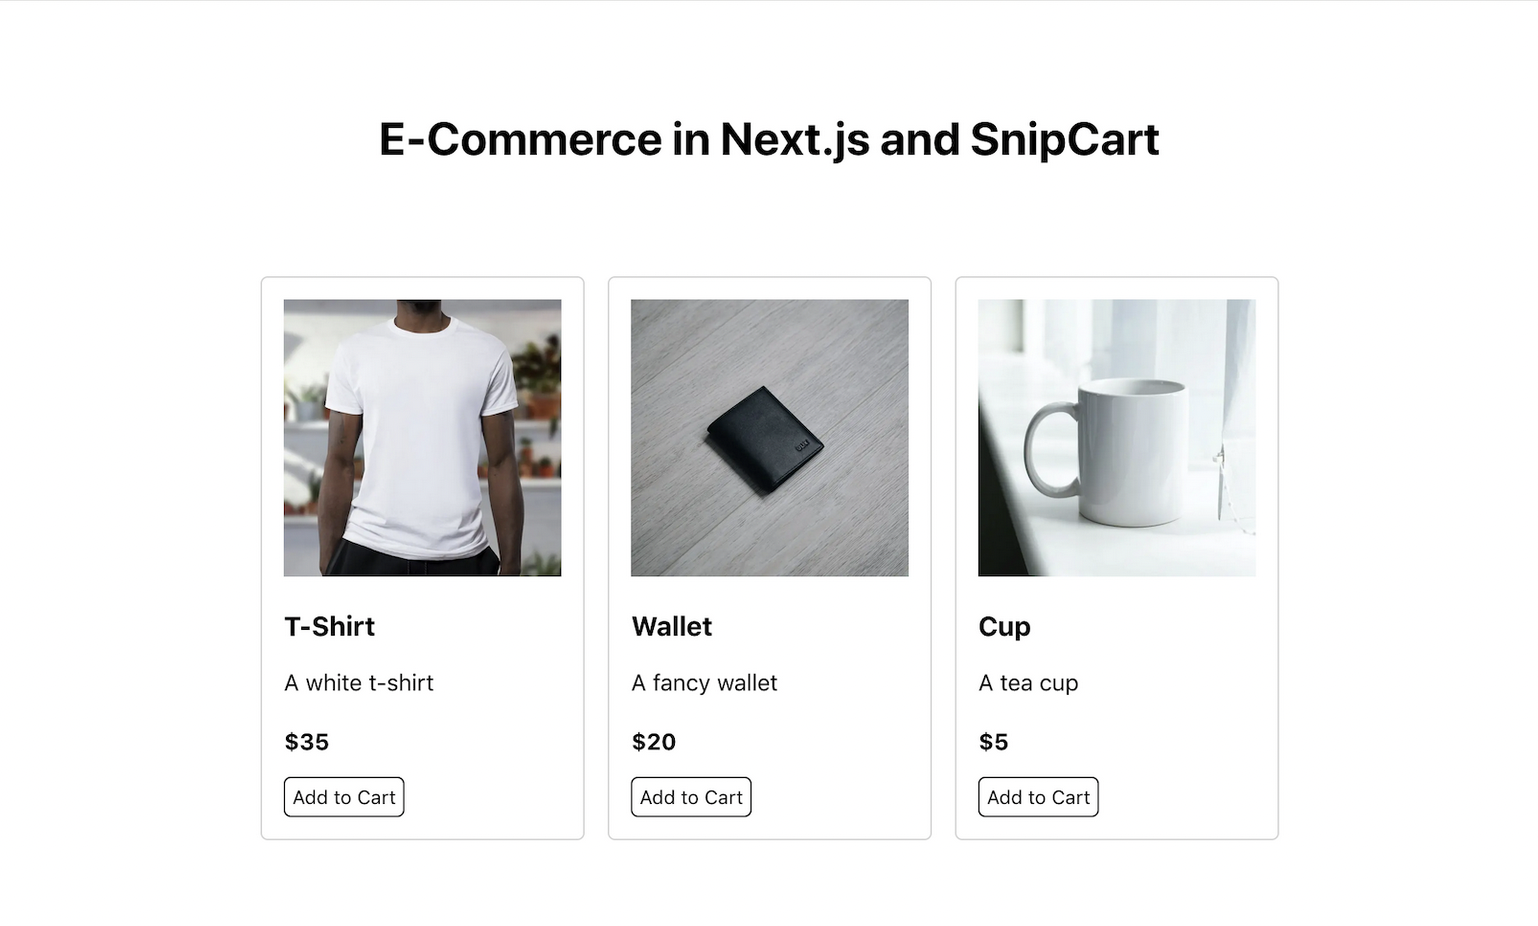 E-Commerce in Next.js and SnipCart
T-Shirt
A white t-shirt
$35
Add to Cart
Wallet
A fancy wallet
$20
Add to Cart
Cup
A tea cup
$5
Add to Cart